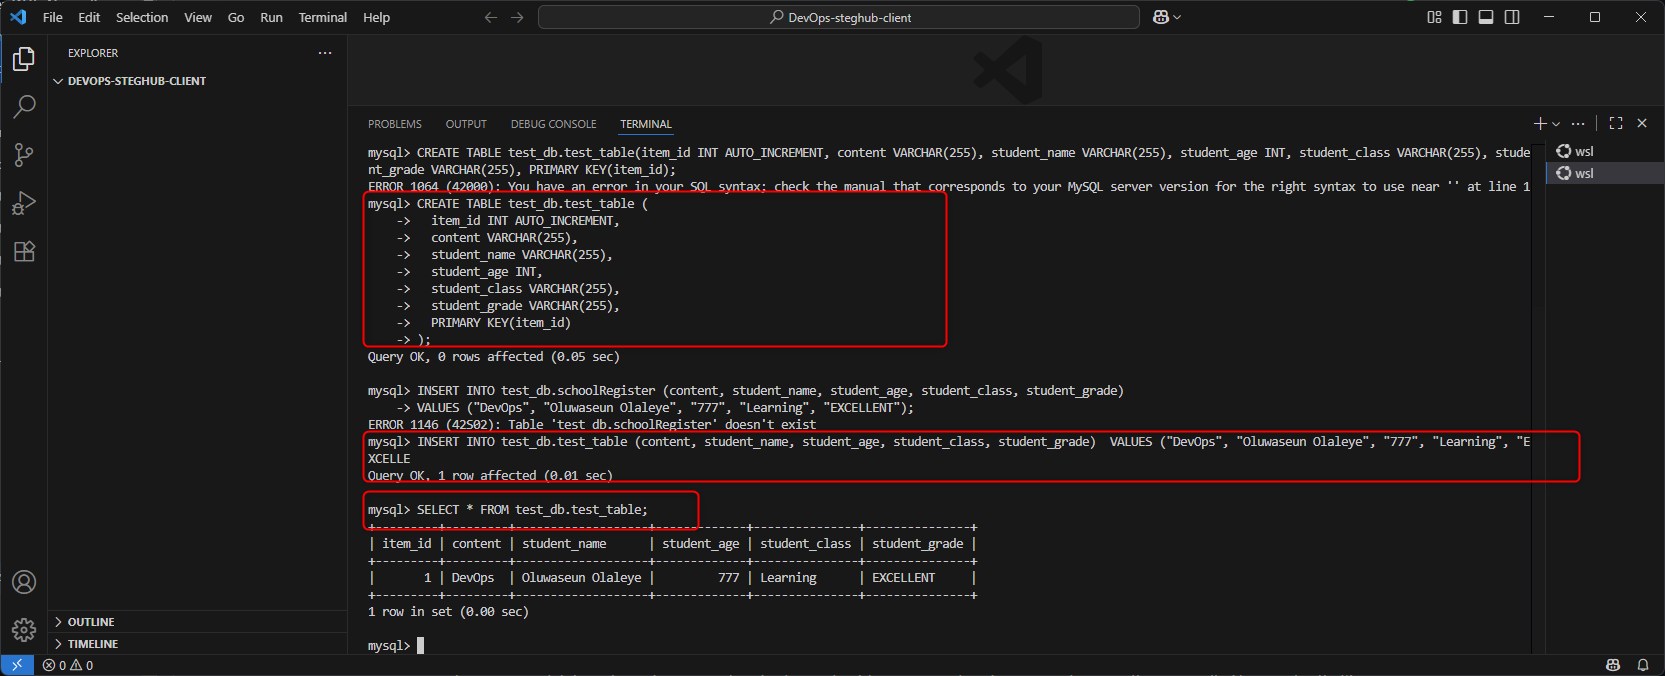 File Edit Selection View Go Run Terminal Help
DevOps-steghub-client
EXPLORER
DEVOPS-STEGHUB-CLIENT
PROBLEMS OUTPUT DEBUG CONSOLE TERMINAL
wsl
wsl
mysql> CREATE TABLE test_db.test_table(item_id INT AUTO_INCREMENT, content VARCHAR(255), student_name VARCHAR(255), student_age INT, student_class VARCHAR(255), stude
nt_grade VARCHAR(255), PRIMARY KEY(item_id);
ERROR 1064 (42000): You have an error in your SQL syntax; check the manual that corresponds to your MySQL server version for the right syntax to use near '' at line 1
mysql> CREATE TABLE test_db.test_table (
-> item_id INT AUTO_INCREMENT,
-> content VARCHAR(255),
-> student_name VARCHAR(255),
-> student_age INT,
-> student_class VARCHAR(255),
-> student_grade VARCHAR(255),
-> PRIMARY KEY(item_id)
-> );
Query OK, 0 rows affected (0.05 sec)
mysql> INSERT INTO test_db.schoolRegister (content, student_name, student_age, student_class, student_grade)
-> VALUES ("DevOps", "Oluwaseun Olaleye", "777", "Learning", "EXCELLENT");
ERROR 1146 (42S02): Table 'test_db.schoolRegister' doesn't exist
mysql> INSERT INTO test_db.test_table (content, student_name, student_age, student_class, student_grade)  VALUES ("DevOps", "Oluwaseun Olaleye", "777", "Learning", "E
XCELLE
Query OK, 1 row affected (0.01 sec)
mysql> SELECT * FROM test_db.test_table;
+---------+---------+-------------------+-------------+---------------+---------------+
| item_id | content | student_name      | student_age | student_class | student_grade |
+---------+---------+-------------------+-------------+---------------+---------------+
|       1 | DevOps  | Oluwaseun Olaleye |         777 | Learning      | EXCELLENT     |
+---------+---------+-------------------+-------------+---------------+---------------+
1 row in set (0.00 sec)
mysql>
OUTLINE
TIMELINE
0 0